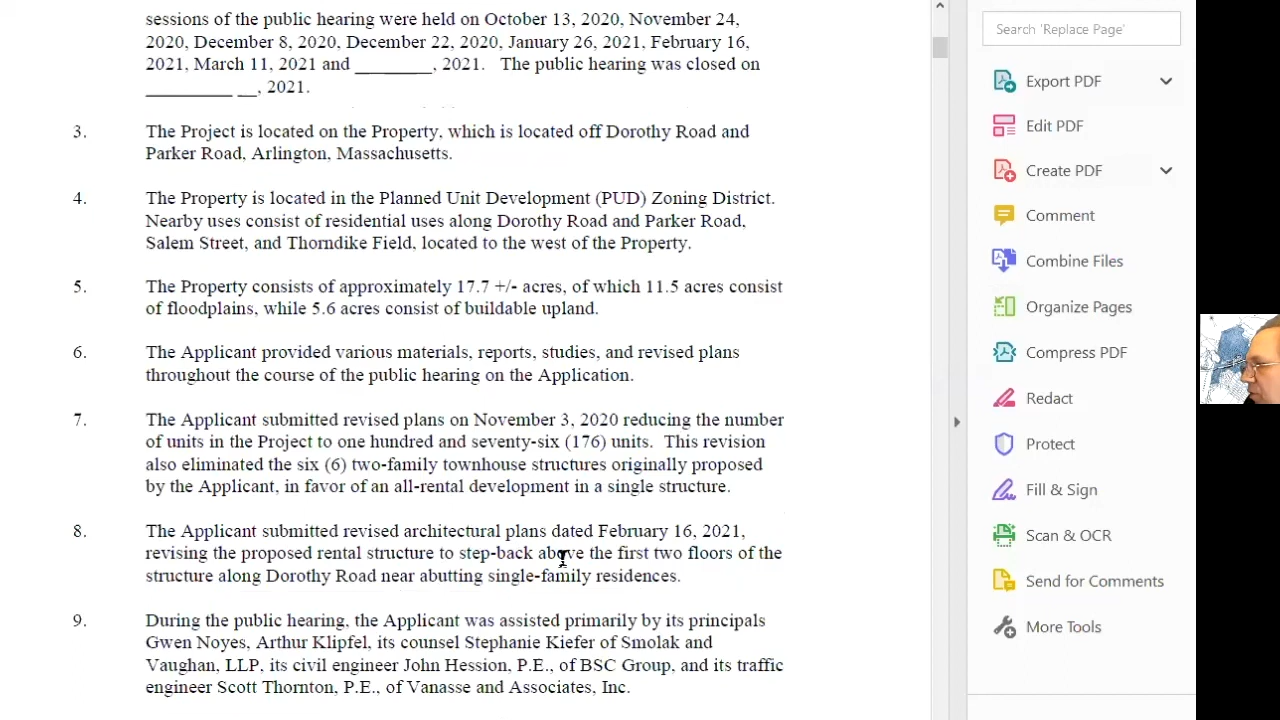 sessions of the public hearing were held on October 13, 2020, November 24,
2020, December 8, 2020, December 22, 2020, January 26, 2021, February 16,
2021, March 11, 2021 and ________, 2021. The public hearing was closed on
_________ __, 2021.
3. The Project is located on the Property, which is located off Dorothy Road and
Parker Road, Arlington, Massachusetts.
4. The Property is located in the Planned Unit Development (PUD) Zoning District.
Nearby uses consist of residential uses along Dorothy Road and Parker Road,
Salem Street, and Thorndike Field, located to the west of the Property.
5. The Property consists of approximately 17.7 +/- acres, of which 11.5 acres consist
of floodplains, while 5.6 acres consist of buildable upland.
6. The Applicant provided various materials, reports, studies, and revised plans
throughout the course of the public hearing on the Application.
7. The Applicant submitted revised plans on November 3, 2020 reducing the number
of units in the Project to one hundred and seventy-six (176) units. This revision
also eliminated the six (6) two-family townhouse structures originally proposed
by the Applicant, in favor of an all-rental development in a single structure.
8. The Applicant submitted revised architectural plans dated February 16, 2021,
revising the proposed rental structure to step-back above the first two floors of the
structure along Dorothy Road near abutting single-family residences.
9. During the public hearing, the Applicant was assisted primarily by its principals
Gwen Noyes, Arthur Klipfel, its counsel Stephanie Kiefer of Smolak and
Vaughan, LLP, its civil engineer John Hession, P.E., of BSC Group, and its traffic
engineer Scott Thornton, P.E., of Vanasse and Associates, Inc.
Search 'Replace Page'
Export PDF
Edit PDF
Create PDF
Comment
Combine Files
Organize Pages
Compress PDF
Redact
Protect
Fill & Sign
Scan & OCR
Send for Comments
More Tools